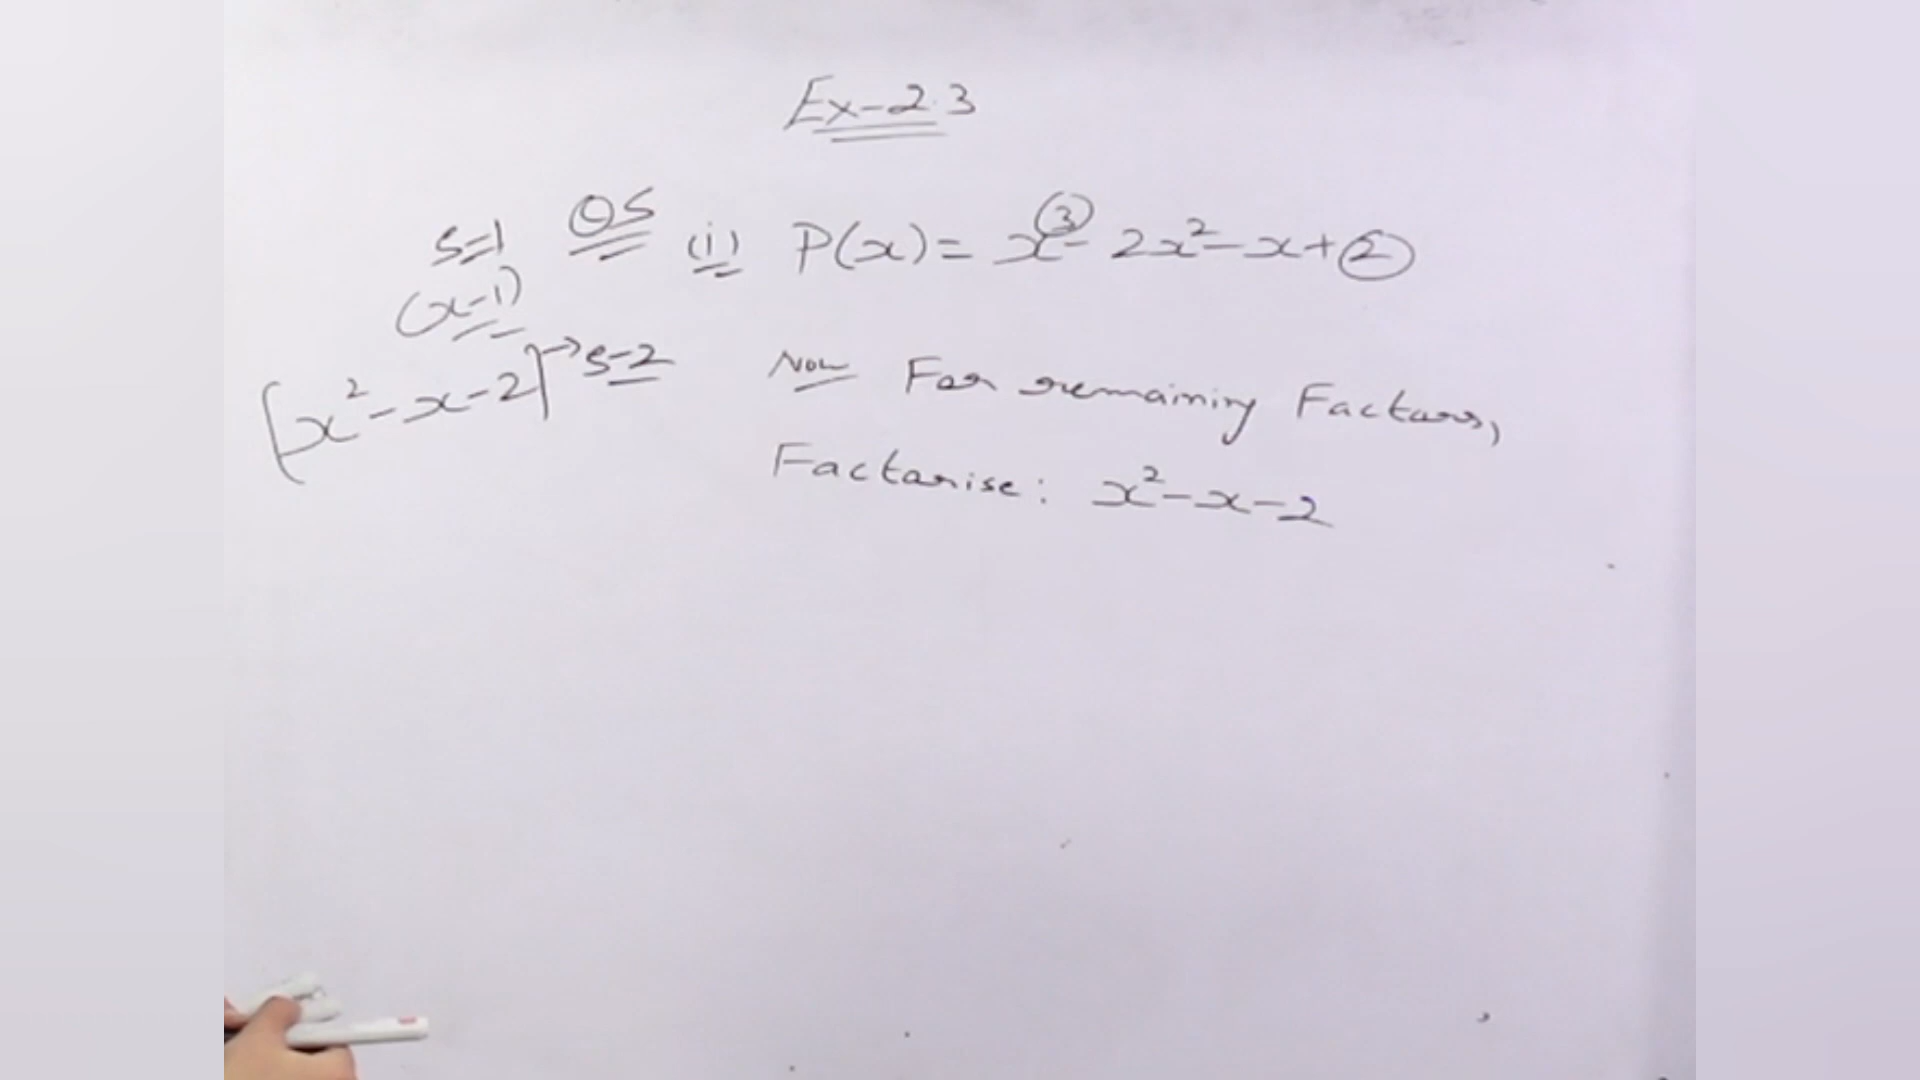 Ex-2.3
S-1 Q5 (i) P(x) = x³ - 2x² - x + 2
(x-1)
[x² - x - 2] → S-2
Now For remaining Factors,
Factorise: x² - x - 2